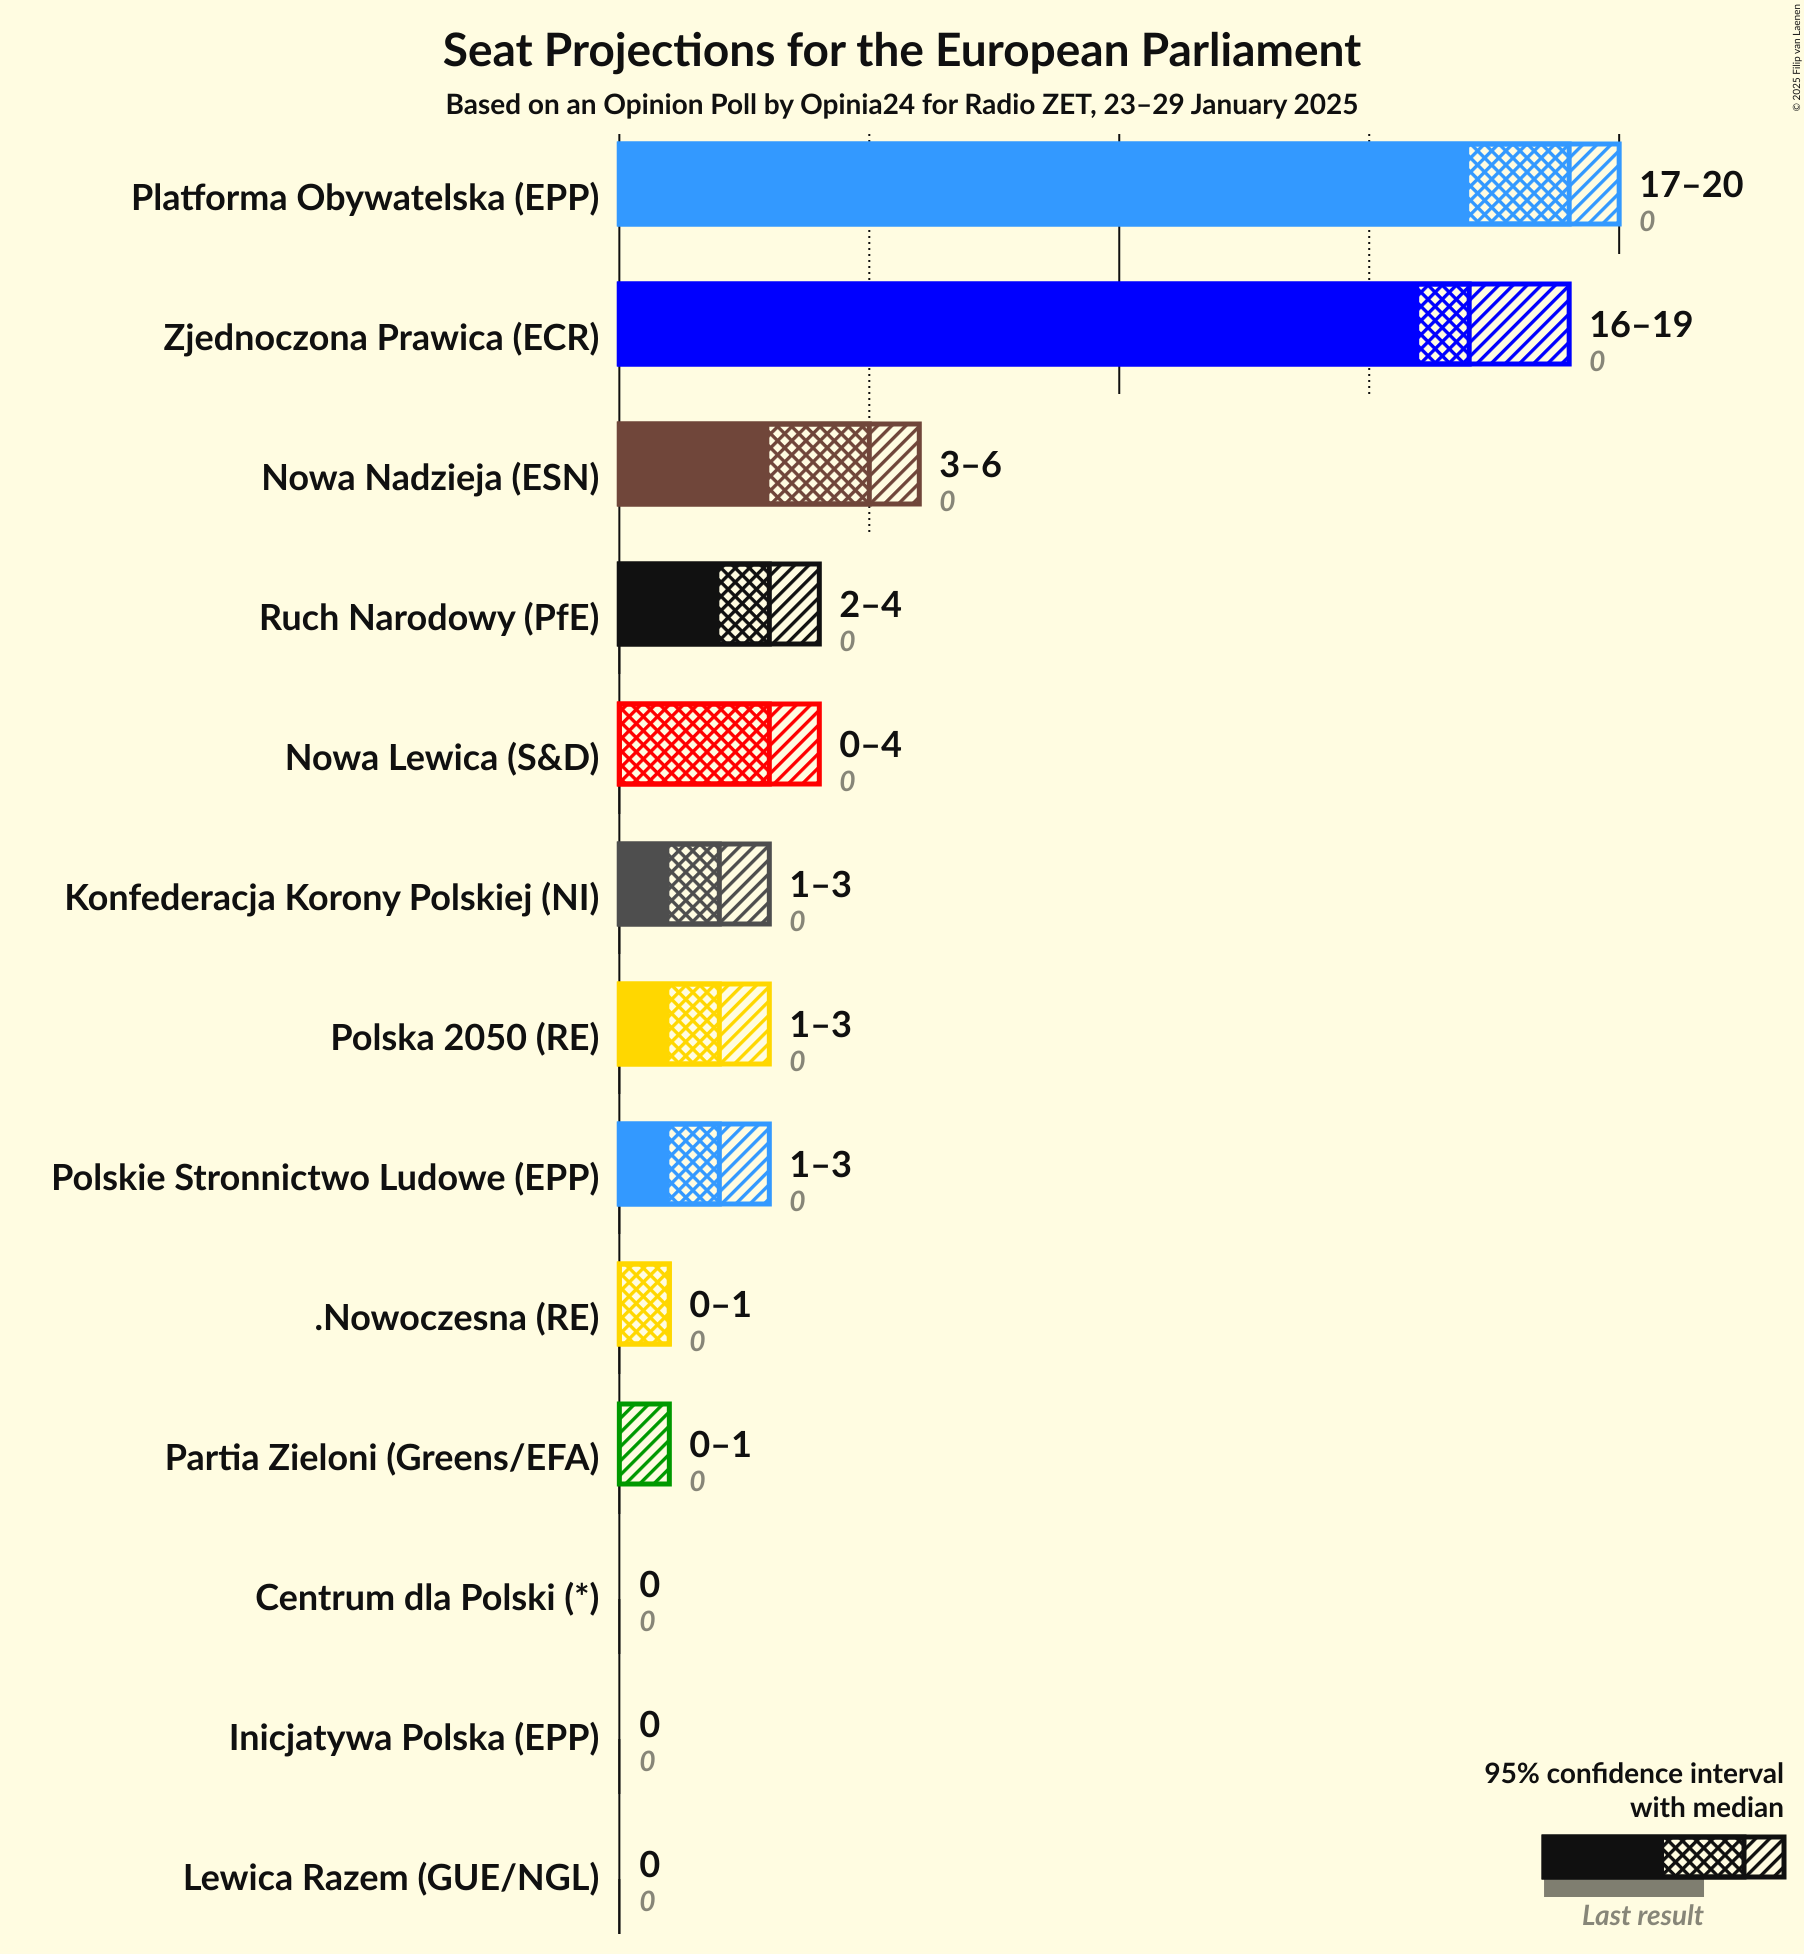 Seat Projections for the European Parliament
Based on an Opinion Poll by Opinia24 for Radio ZET, 23–29 January 2025
© 2025 Filip van Laenen
Platforma Obywatelska (EPP)
17–20
0
Zjednoczona Prawica (ECR)
16–19
0
Nowa Nadzieja (ESN)
3–6
0
Ruch Narodowy (PfE)
2–4
0
Nowa Lewica (S&D)
0–4
0
Konfederacja Korony Polskiej (NI)
1–3
0
Polska 2050 (RE)
1–3
0
Polskie Stronnictwo Ludowe (EPP)
1–3
0
.Nowoczesna (RE)
0–1
0
Partia Zieloni (Greens/EFA)
0–1
0
Centrum dla Polski (*)
0
0
Inicjatywa Polska (EPP)
0
0
Lewica Razem (GUE/NGL)
0
0
95% confidence interval
with median
Last result